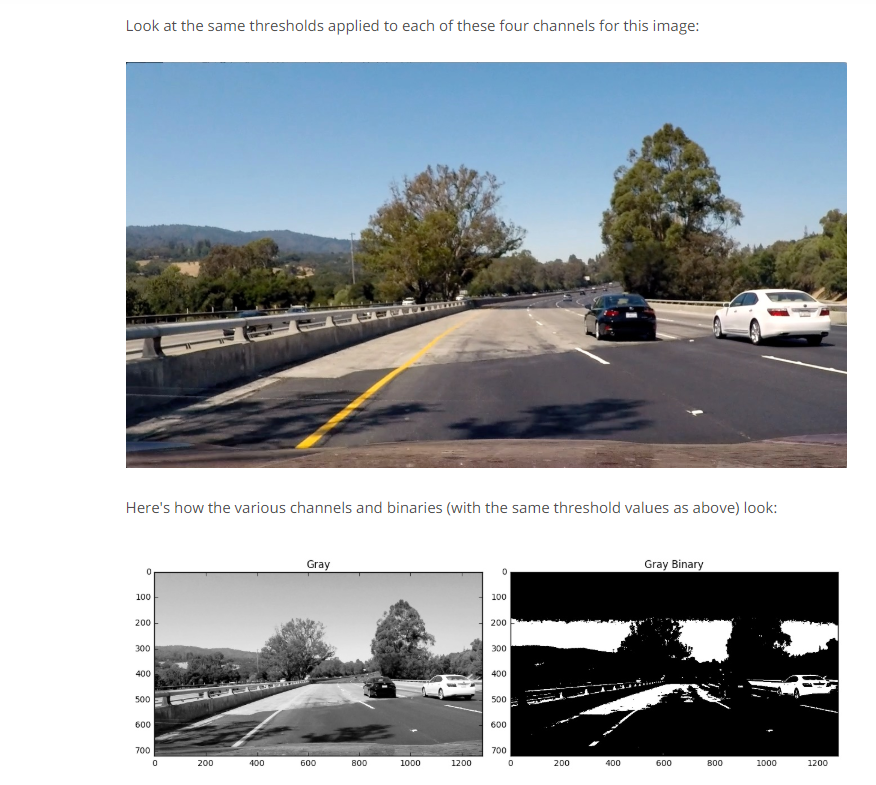 Look at the same thresholds applied to each of these four channels for this image:
Here's how the various channels and binaries (with the same threshold values as above) look:
Gray
0
100
200
300
400
500
600
700
0 200 400 600 800 1000 1200
Gray Binary
0
100
200
300
400
500
600
700
0 200 400 600 800 1000 1200